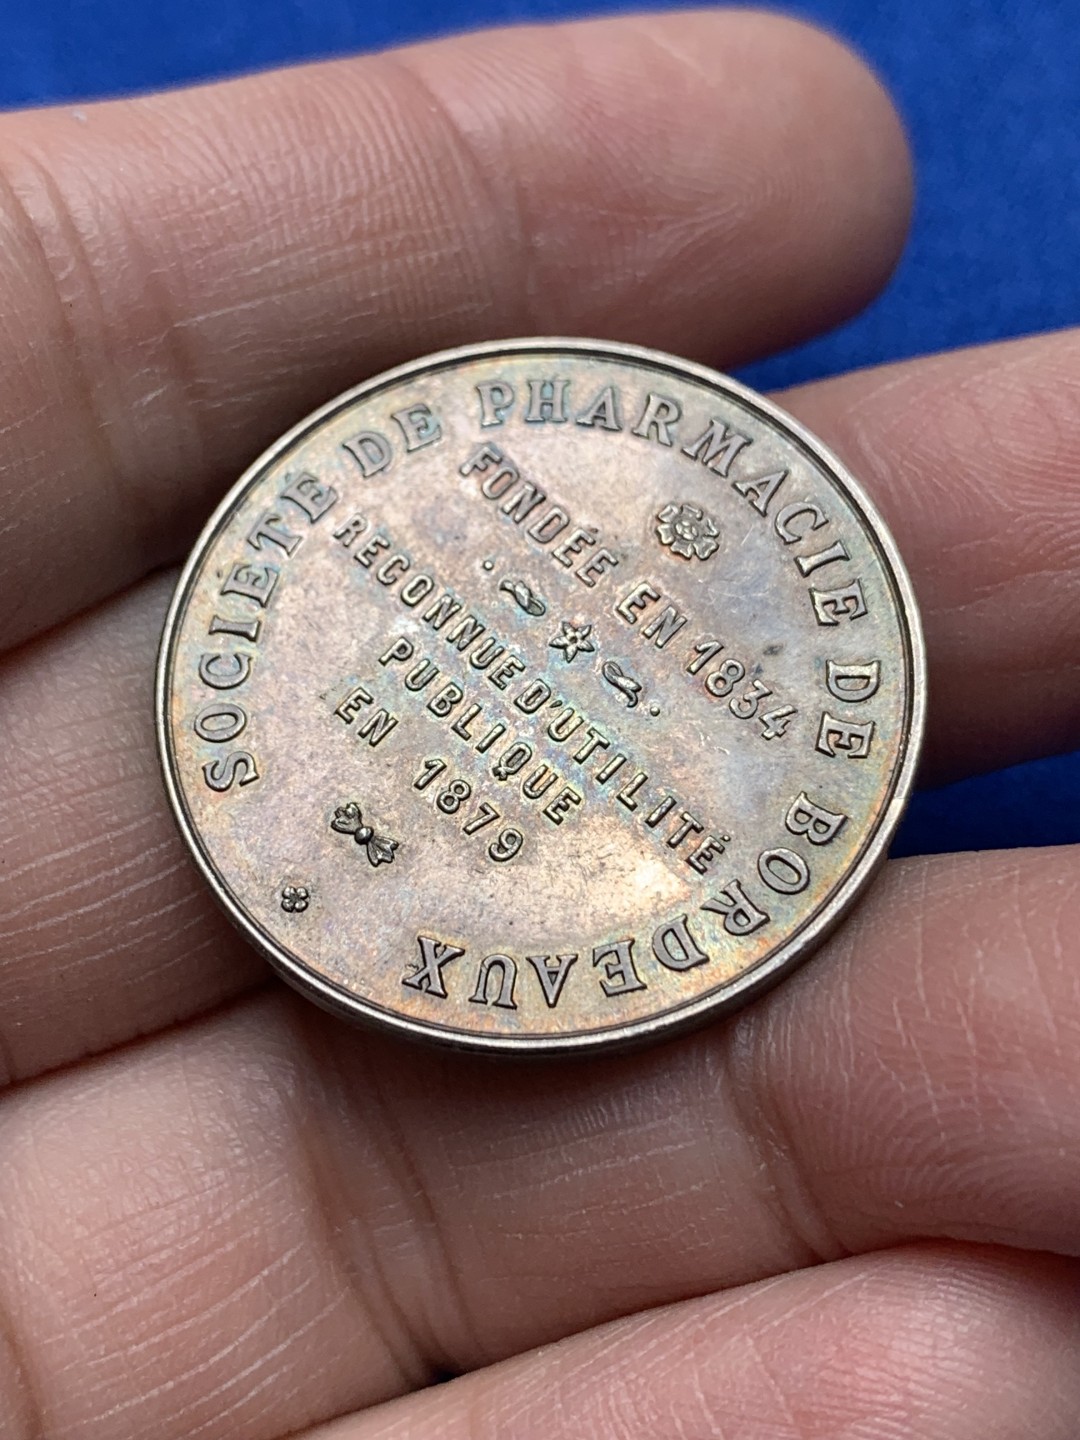 SOCIÉTÉ DE PHARMACIE DE BORDEAUX
FONDÉE EN 1834
RECONNUE D'UTILITÉ
PUBLIQUE
EN 1879